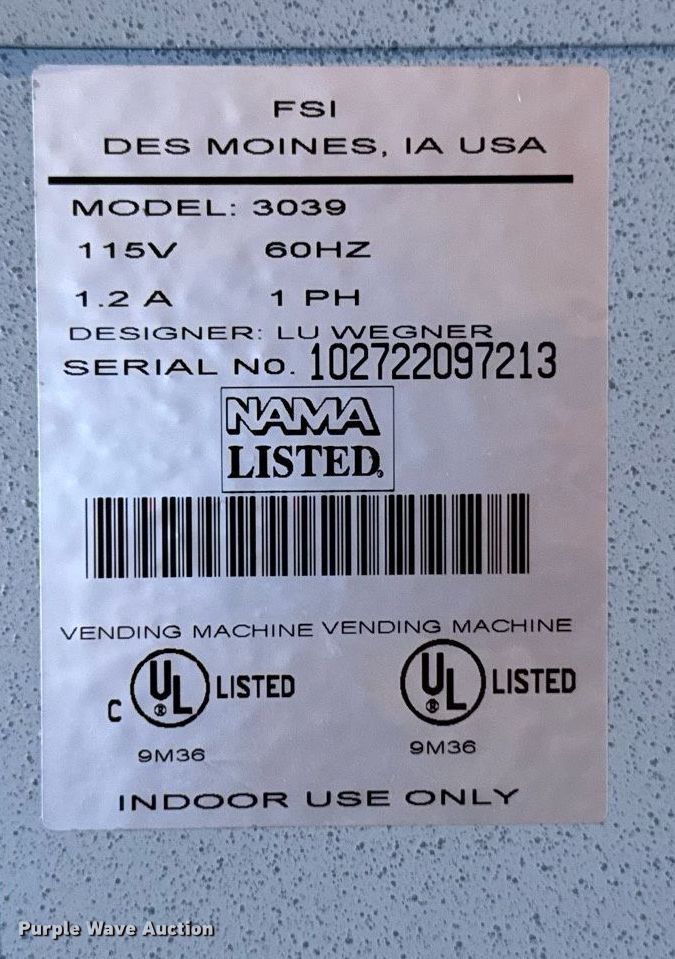 FSI
DES MOINES, IA USA
MODEL: 3039
115V 60HZ
1.2 A 1 PH
DESIGNER: LU WEGNER
SERIAL NO. 102722097213
NAMA
LISTED®
VENDING MACHINE VENDING MACHINE
C UL® LISTED UL® LISTED
9M36 9M36
INDOOR USE ONLY
Purple Wave Auction